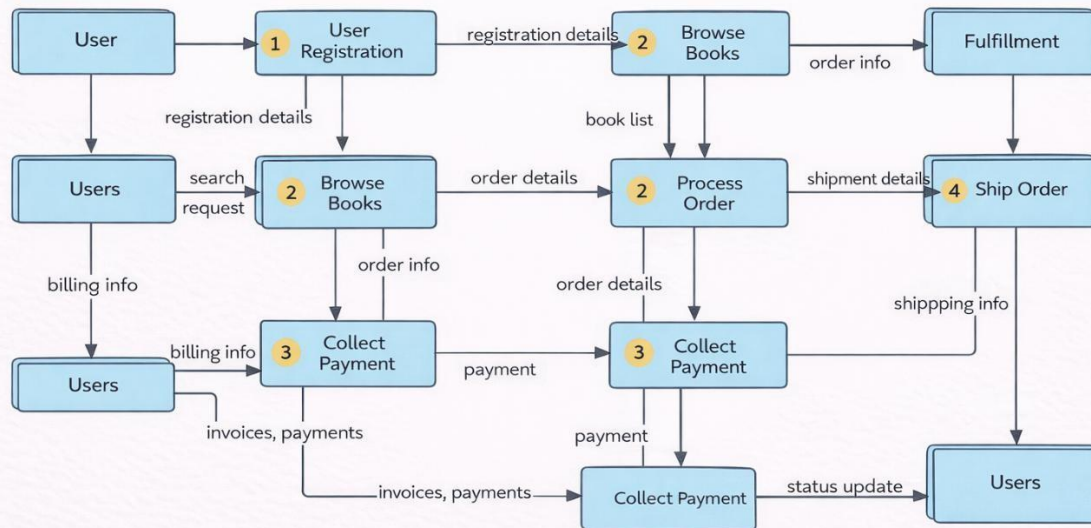 User
1
User
Registration
registration details
2
Browse
Books
order info
Fulfillment
registration details
book list
Users
search
request
2
Browse
Books
order details
2
Process
Order
shipment details
4
Ship Order
billing info
order info
order details
shippping info
Users
billing info
3
Collect
Payment
payment
3
Collect
Payment
invoices, payments
payment
invoices, payments
Collect Payment
status update
Users